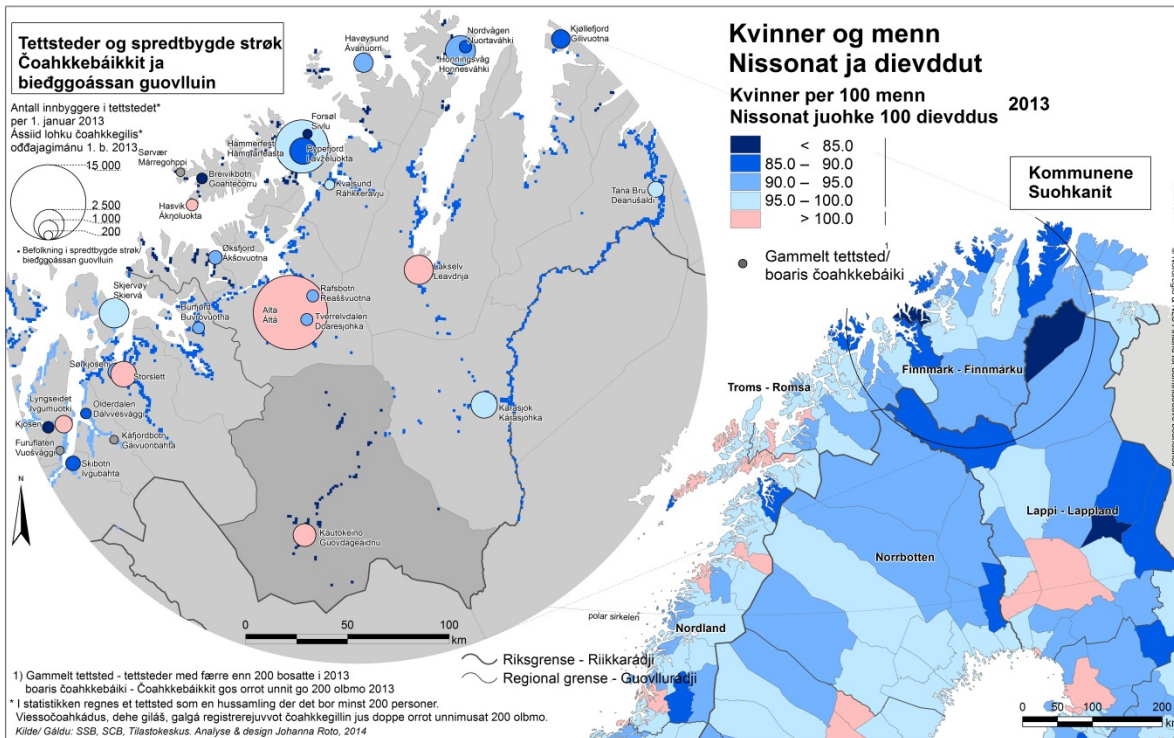 Tettsteder og spredtbygde strøk
Čoahkkebáikkit ja
bieđggoássan guovlluin
Antall innbyggere i tettstedet*
per 1. januar 2013
Ássiid lohku čoahkkegilis*
ođđajagimánu 1. b. 2013
15 000
2,500
1,000
200
Befolkning i spredtbygde strøk/
bieđggoássan guovlluin
Nordvågen
Nuortaváhki
Kjøllefjord
Gilivuotna
Havøysund
Ávanuorri
Honningsvåg
Honnesváhki
Forsøl
Sivlu
Hammerfest
Hámmárfeasta
Rypefjord
Sørvær
Márregohppi
Breivikbotn
Goahtečorru
Kvalsund
Ráhkkerávju
Tana Bru
Deanušaldi
Hasvik
Áknoluokta
Øksfjord
Ákšovuotna
Lakselv
Leavdnja
Skjervøy
Skiervá
Rafsbotn
Reaššvuotna
Alta
Áltá
Burfjord
Tverrelvdalen
Sørkjosen
Storslett
Lyngseidet
Ivgumuotki
Olderdalen
Dálvvesvággi
Karasjok
Kárášjohka
Kjosen
Kåfjordbotn
Gáivuonbahta
Furuflaten
Vuošvággi
Skibotn
Ivgubahta
N
Kautokeino
Guovdageaidnu
0 50 100
km
Kvinner og menn
Nissonat ja dievddut
Kvinner per 100 menn
Nissonat juohke 100 dievddus
2013
< 85.0
85.0 – 90.0
90.0 – 95.0
95.0 – 100.0
> 100.0
Gammelt tettsted/ 1
boaris čoahkkebáiki
Kommunene
Suohkanit
Finnmark - Finnmárku
Troms - Romsa
Lappi - Lappland
Norrbotten
polar sirkelen
Nordland
Riksgrense - Riikkarádji
Regional grense - Guovllurádji
0 50 100 200
km
1) Gammelt tettsted - tettsteder med færre enn 200 bosatte i 2013
boaris čoahkkebáiki - Čoahkkebáikkit gos orrot unnit go 200 olbmo 2013
* I statistikken regnes et tettsted som en hussamling der det bor minst 200 personer.
Viessočoahkádus, dehe giláš, galgá registrerejuvvot čoahkkegillin jus doppe orrot unnimusat 200 olbmo.
Kilde/ Gáldu: SSB, SCB, Tilastokeskus. Analyse & design Johanna Roto, 2014